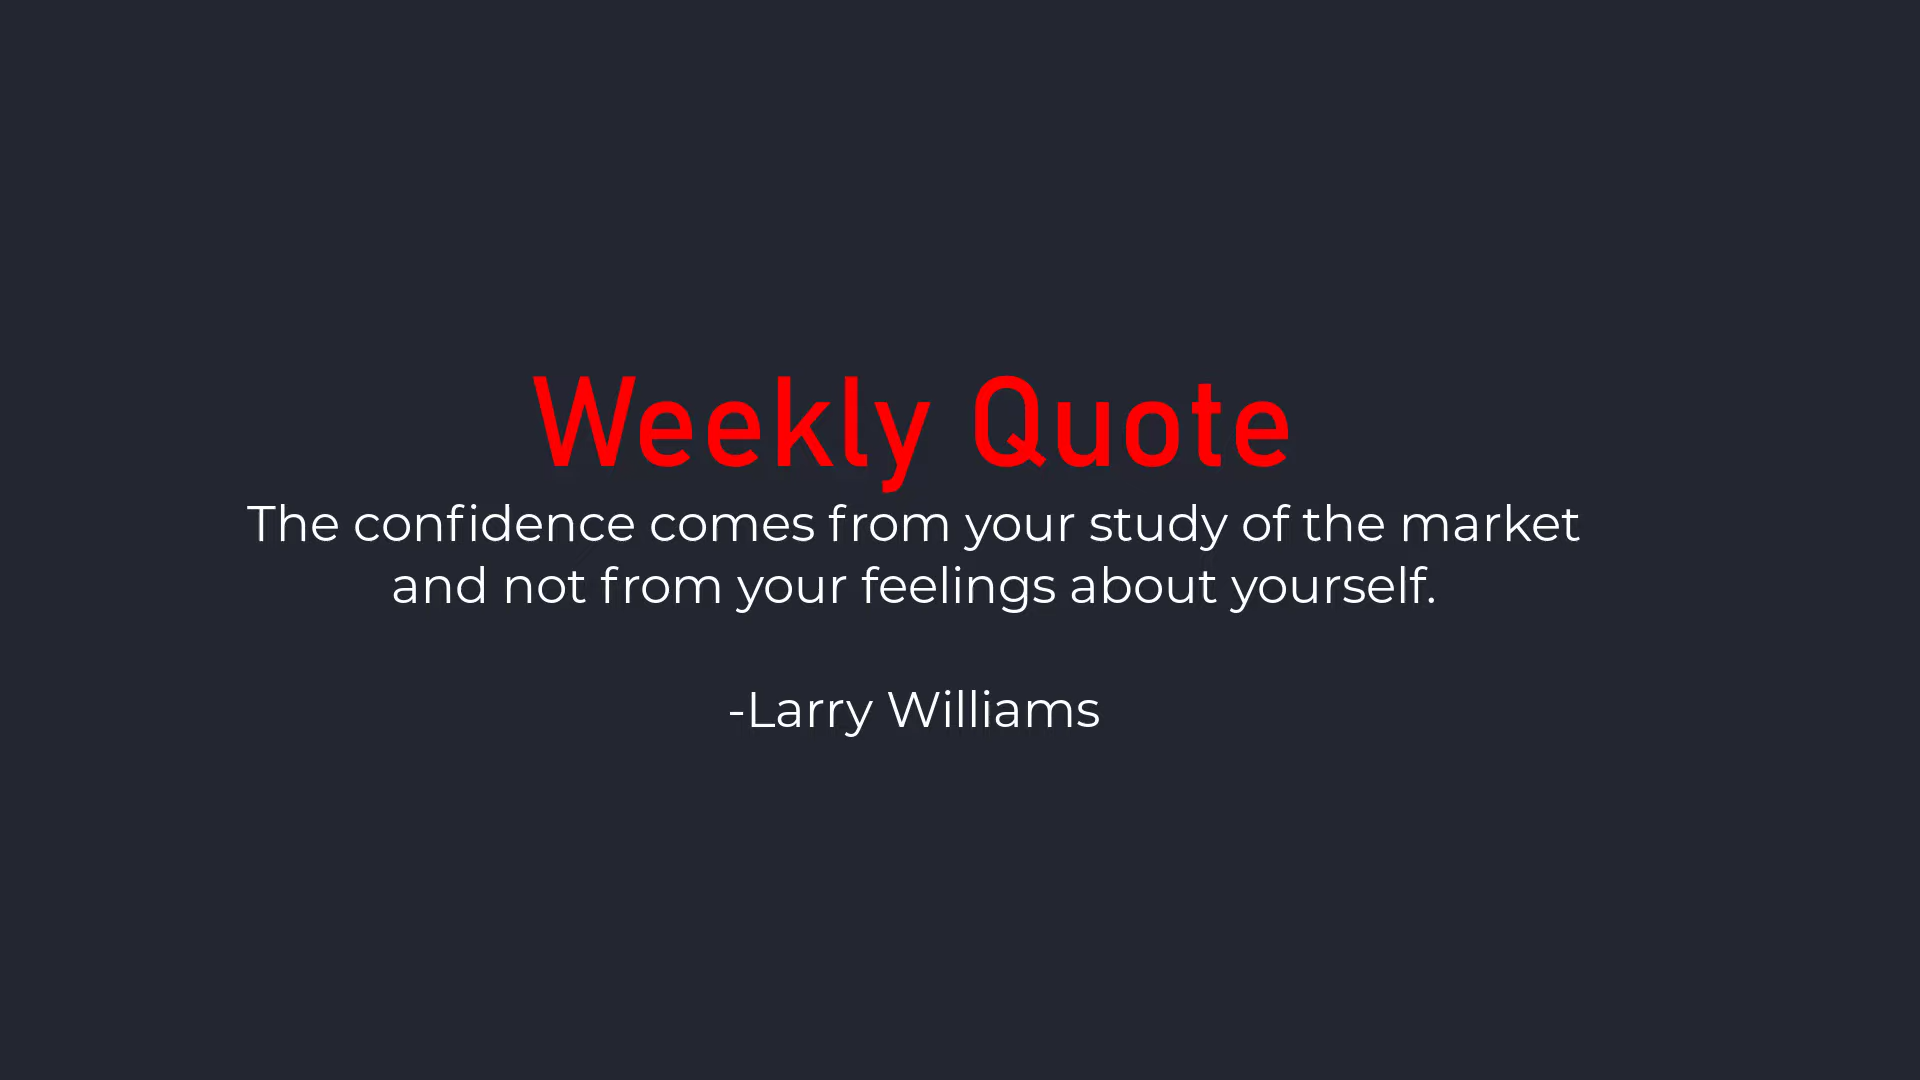 Weekly Quote
The confidence comes from your study of the market
and not from your feelings about yourself.
-Larry Williams